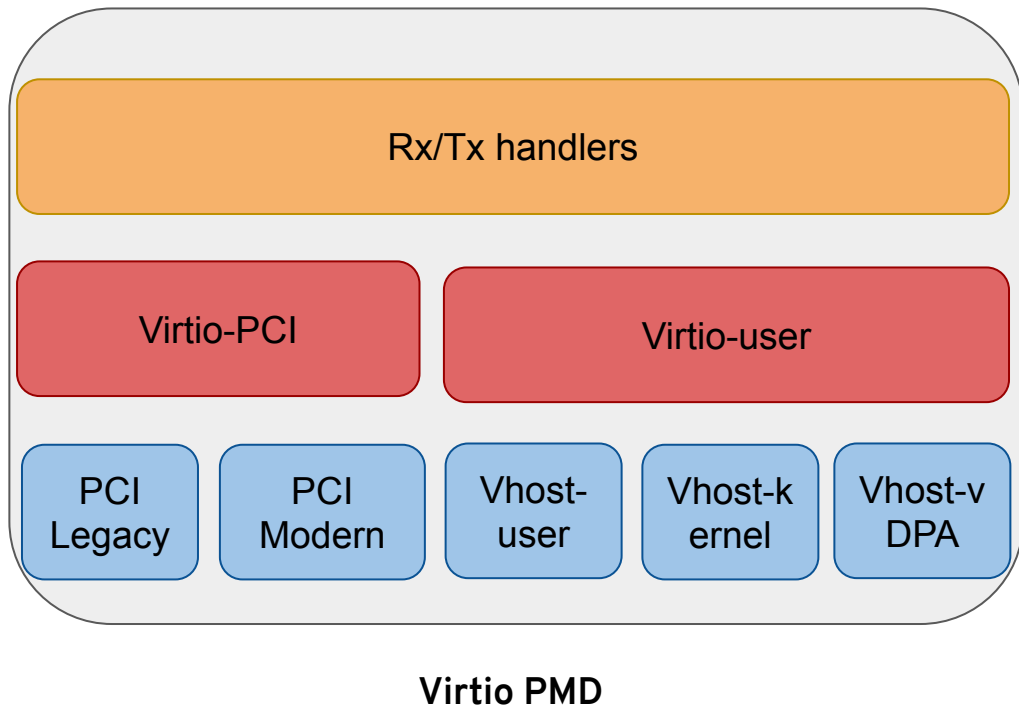 Rx/Tx handlers
Virtio-PCI
Virtio-user
PCI
Legacy
PCI
Modern
Vhost-
user
Vhost-k
ernel
Vhost-v
DPA
Virtio PMD